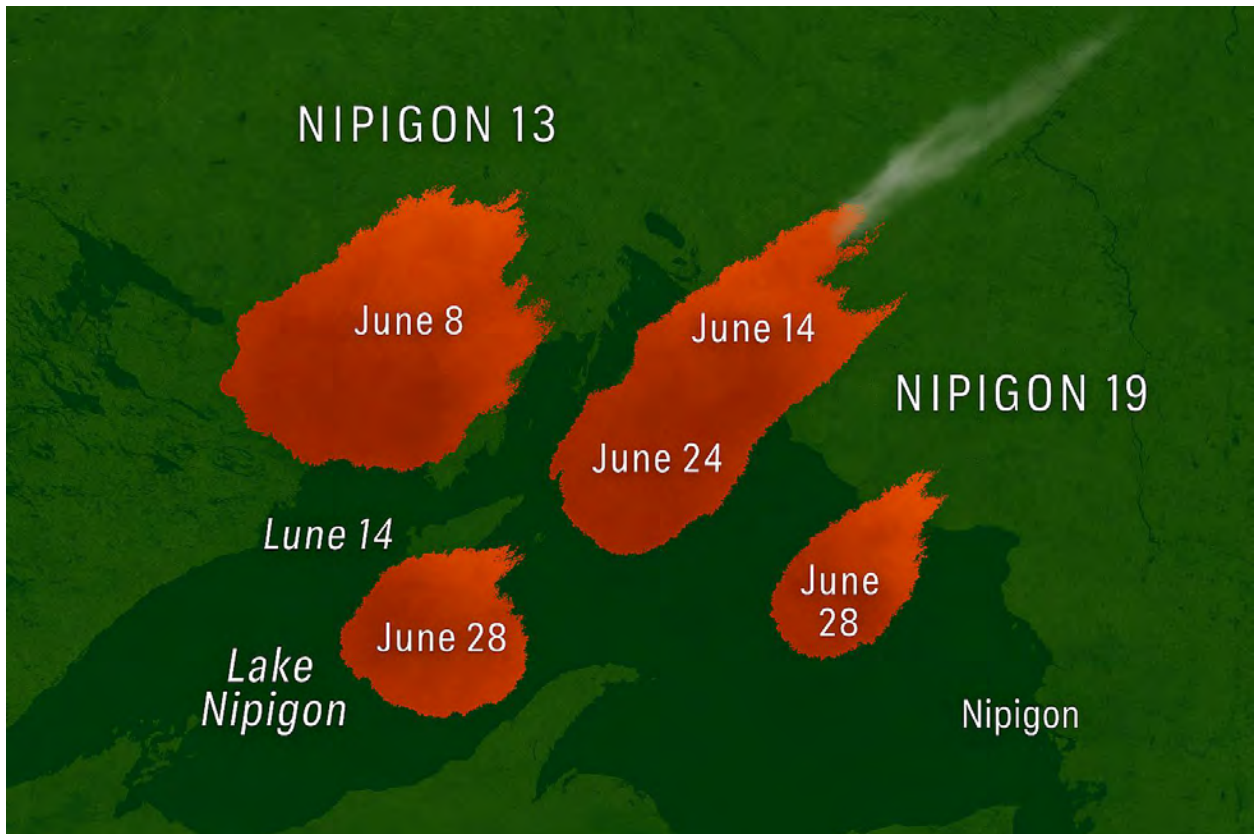 NIPIGON 13
June 8
June 14
NIPIGON 19
June 24
Lune 14
June
28
June 28
Lake
Nipigon
Nipigon